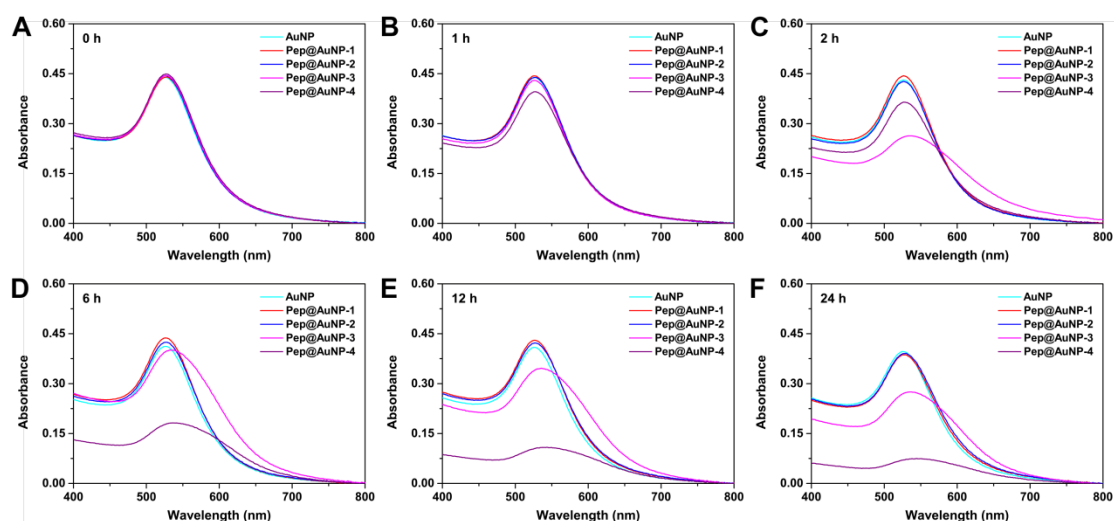 A
0 h
AuNP
Pep@AuNP-1
Pep@AuNP-2
Pep@AuNP-3
Pep@AuNP-4
0.60
0.45
0.30
0.15
0.00
Absorbance
400 500 600 700 800
Wavelength (nm)
B
1 h
AuNP
Pep@AuNP-1
Pep@AuNP-2
Pep@AuNP-3
Pep@AuNP-4
0.60
0.45
0.30
0.15
0.00
Absorbance
400 500 600 700 800
Wavelength (nm)
C
2 h
AuNP
Pep@AuNP-1
Pep@AuNP-2
Pep@AuNP-3
Pep@AuNP-4
0.60
0.45
0.30
0.15
0.00
Absorbance
400 500 600 700 800
Wavelength (nm)
D
6 h
AuNP
Pep@AuNP-1
Pep@AuNP-2
Pep@AuNP-3
Pep@AuNP-4
0.60
0.45
0.30
0.15
0.00
Absorbance
400 500 600 700 800
Wavelength (nm)
E
12 h
AuNP
Pep@AuNP-1
Pep@AuNP-2
Pep@AuNP-3
Pep@AuNP-4
0.60
0.45
0.30
0.15
0.00
Absorbance
400 500 600 700 800
Wavelength (nm)
F
24 h
AuNP
Pep@AuNP-1
Pep@AuNP-2
Pep@AuNP-3
Pep@AuNP-4
0.60
0.45
0.30
0.15
0.00
Absorbance
400 500 600 700 800
Wavelength (nm)